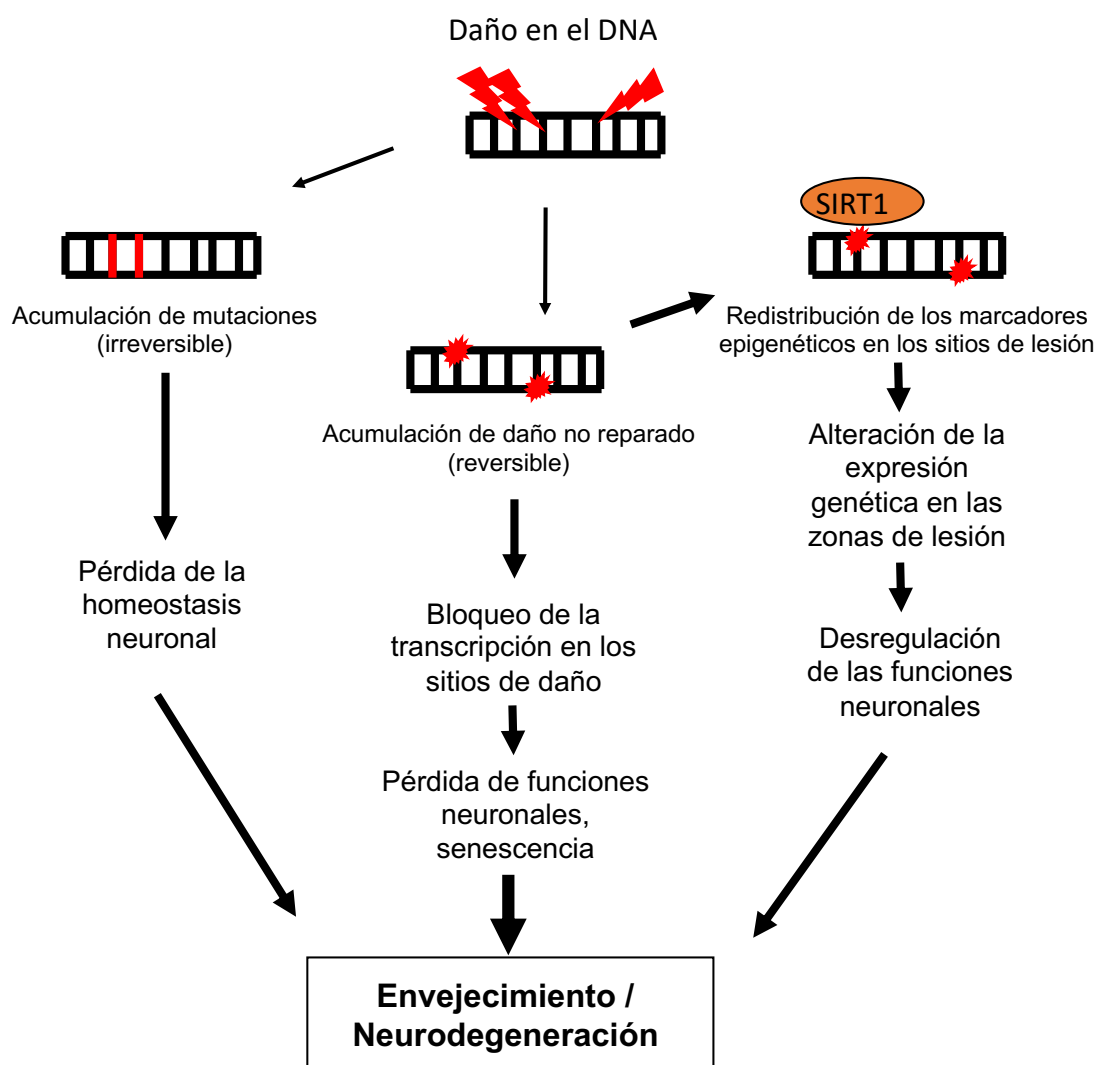 Daño en el DNA
SIRT1
Acumulación de mutaciones
(irreversible)
Redistribución de los marcadores
epigenéticos en los sitios de lesión
Acumulación de daño no reparado
(reversible)
Alteración de la
expresión
genética en las
zonas de lesión
Pérdida de la
homeostasis
neuronal
Bloqueo de la
transcripción en los
sitios de daño
Desregulación
de las funciones
neuronales
Pérdida de funciones
neuronales,
senescencia
Envejecimiento /
Neurodegeneración